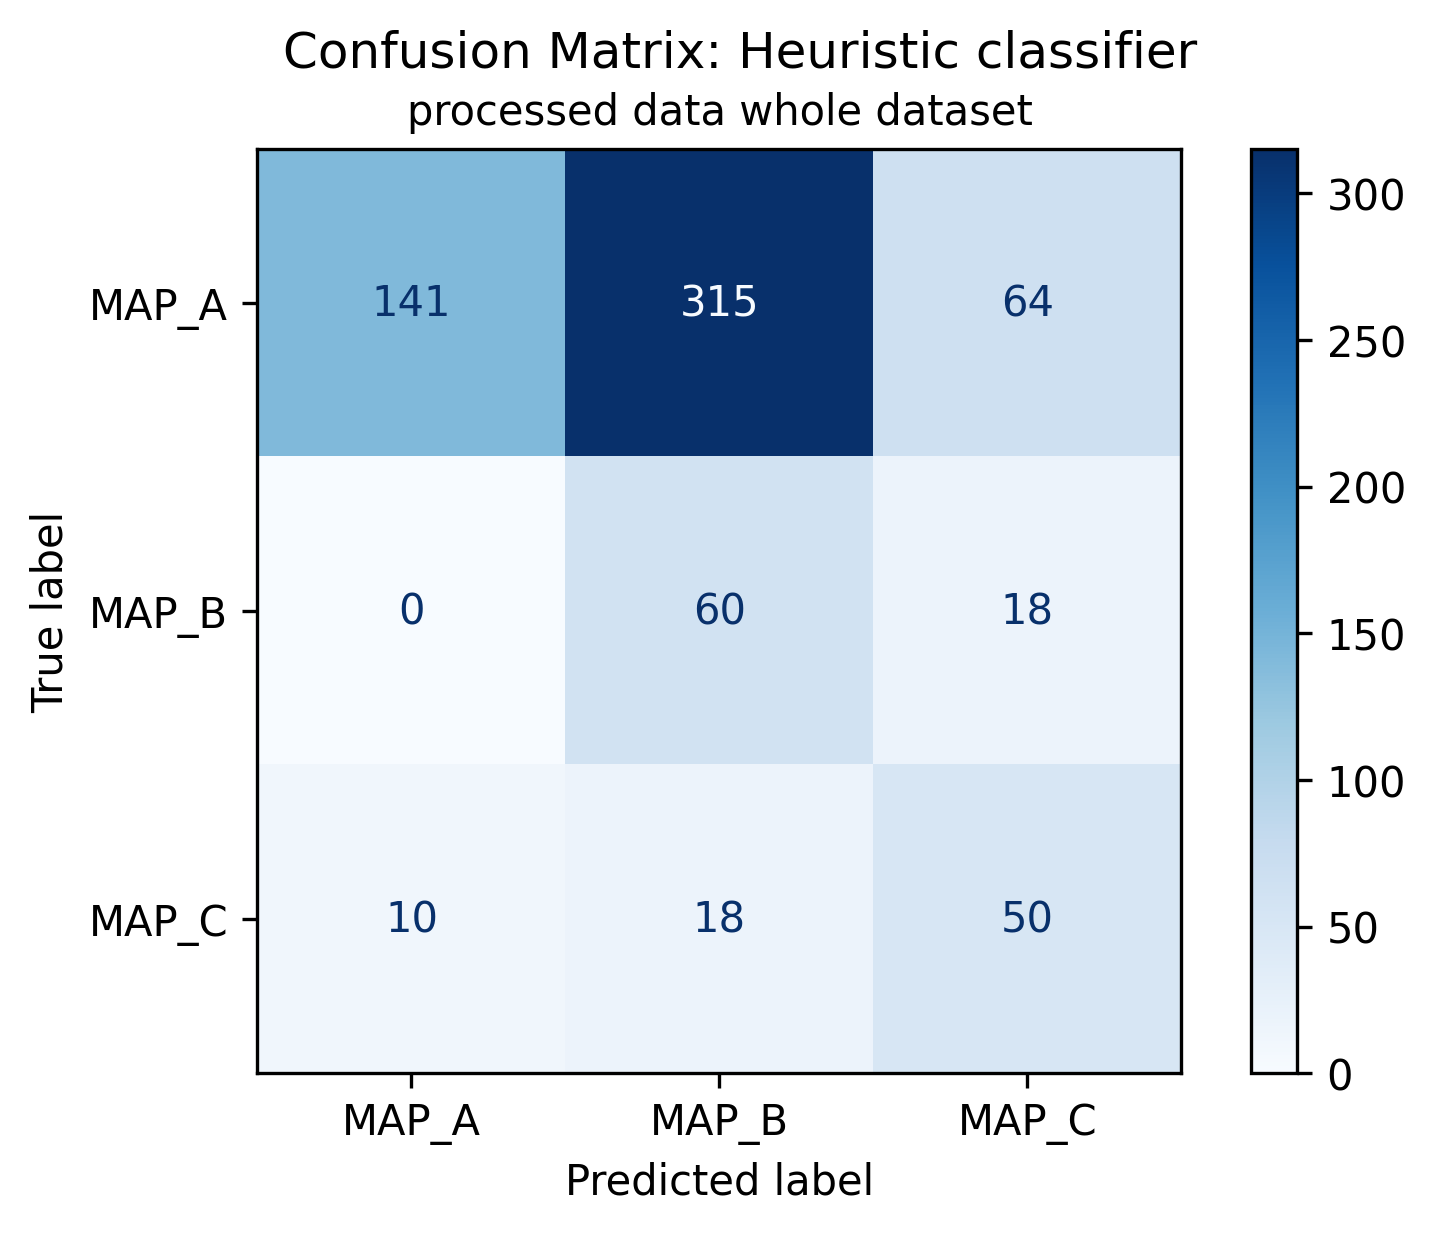 Confusion Matrix: Heuristic classifier
processed data whole dataset
True label
MAP_A 141 315 64
MAP_B 0 60 18
MAP_C 10 18 50
MAP_A MAP_B MAP_C
Predicted label
300
250
200
150
100
50
0